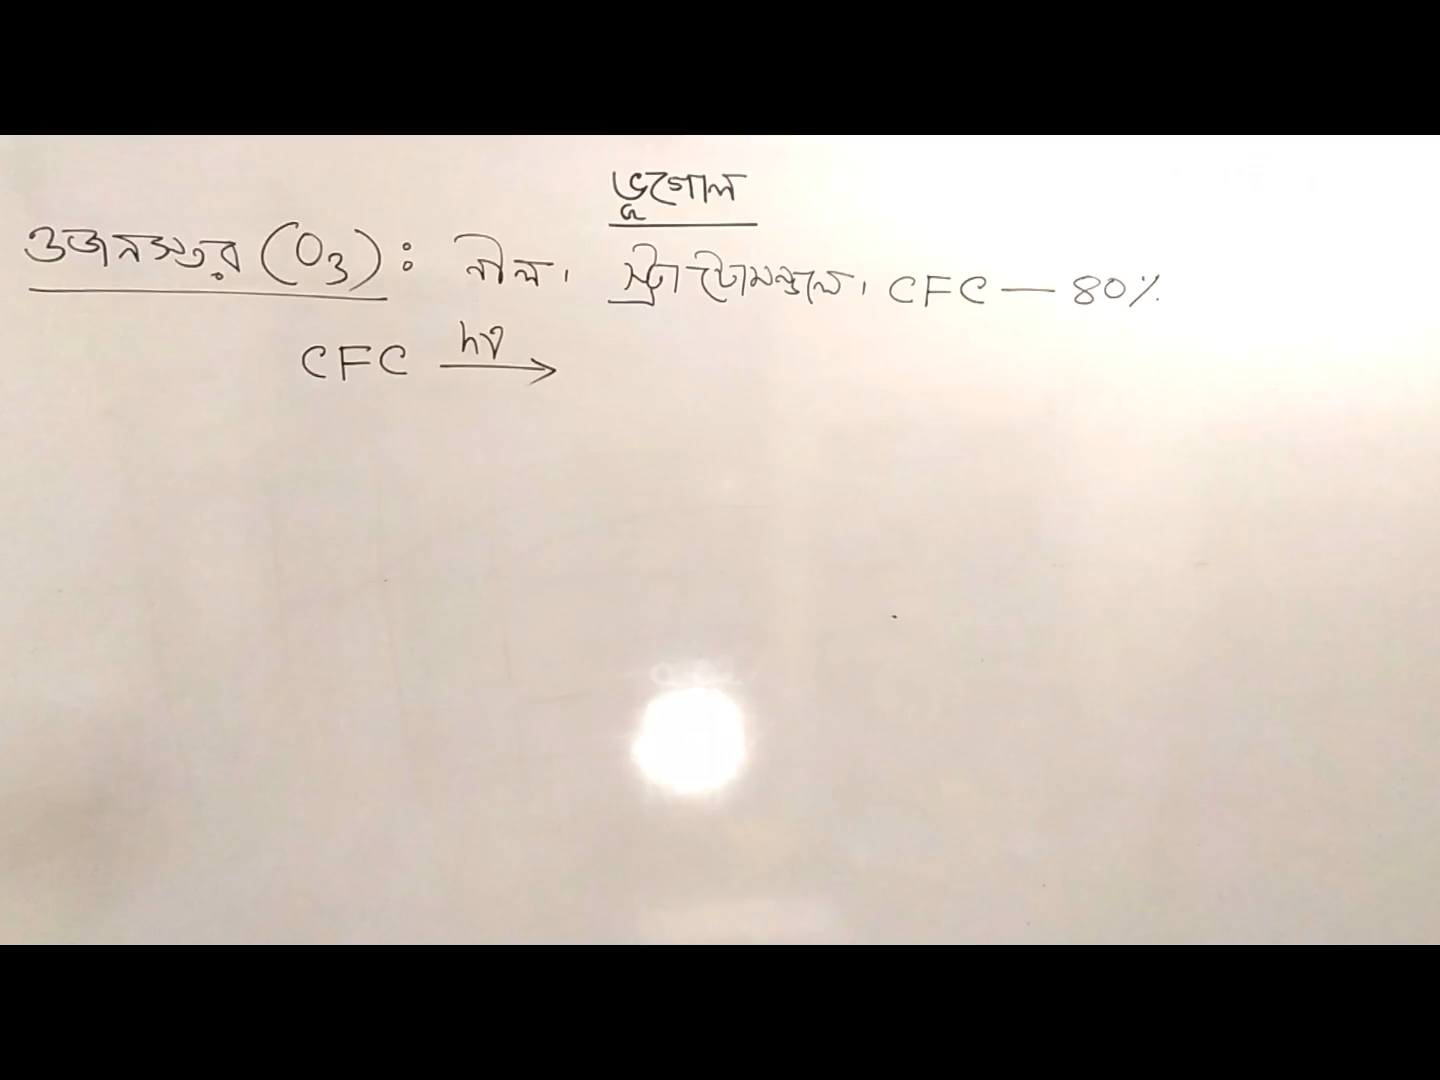 ভূগোল
ওজনস্তর (O₃) : নীল। স্ট্রাটোমন্ডলে। CFC — 80%
CFC hν →